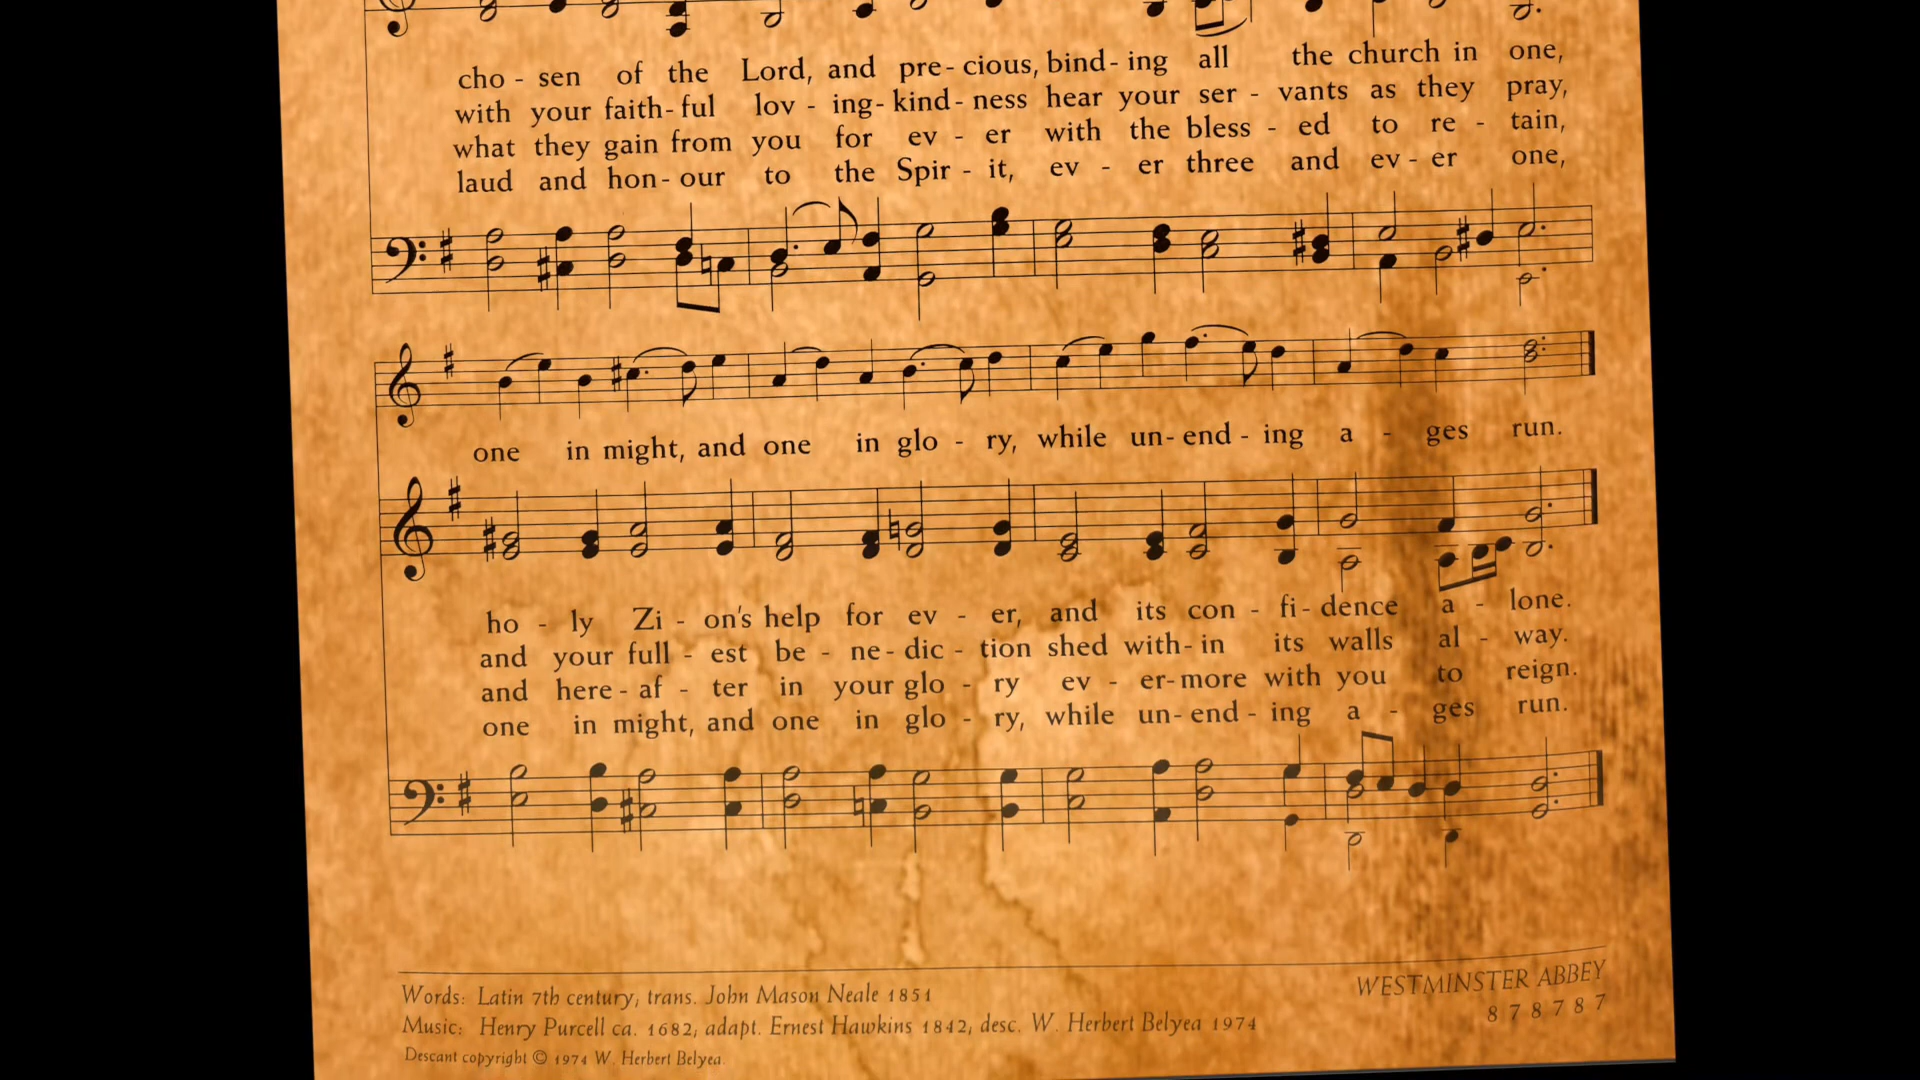 cho - sen of the Lord, and pre - cious, bind - ing all the church in one,
with your faith - ful lov - ing - kind - ness hear your ser - vants as they pray,
what they gain from you for ev - er with the bless - ed to re - tain,
laud and hon - our to the Spir - it, ev - er three and ev - er one,
one in might, and one in glo - ry, while un - end - ing a - ges run.
ho - ly Zi - on's help for ev - er, and its con - fi - dence a - lone.
and your full - est be - ne - dic - tion shed with - in its walls al - way.
and here - af - ter in your glo - ry ev - er - more with you to reign.
one in might, and one in glo - ry, while un - end - ing a - ges run.
Words: Latin 7th century, trans. John Mason Neale 1851
Music: Henry Purcell ca. 1682, adapt. Ernest Hawkins 1842, desc. W. Herbert Belyea 1974
Descant copyright © 1974 W. Herbert Belyea.
WESTMINSTER ABBEY
8 7 8 7 8 7